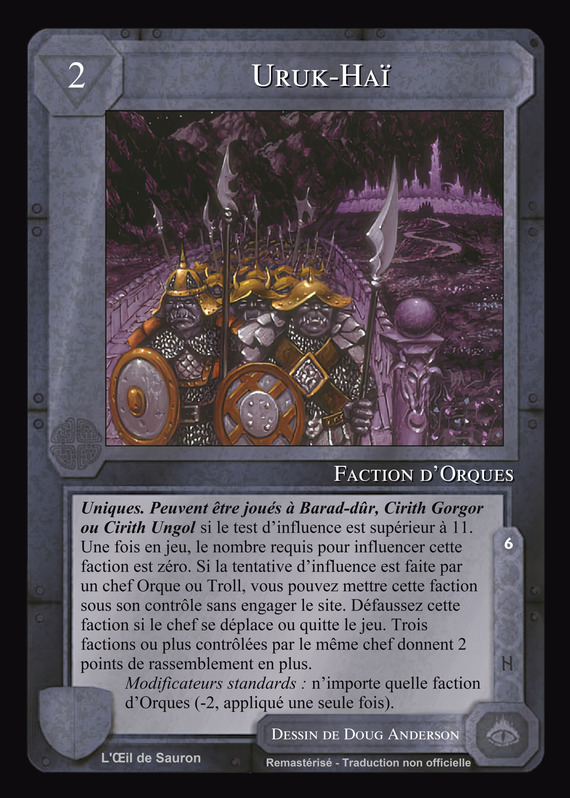 2
URUK-HAÏ
FACTION D'ORQUES
Uniques. Peuvent être joués à Barad-dûr, Cirith Gorgor
ou Cirith Ungol si le test d'influence est supérieur à 11.
Une fois en jeu, le nombre requis pour influencer cette
faction est zéro. Si la tentative d'influence est faite par
un chef Orque ou Troll, vous pouvez mettre cette faction
sous son contrôle sans engager le site. Défaussez cette
faction si le chef se déplace ou quitte le jeu. Trois
factions ou plus contrôlées par le même chef donnent 2
points de rassemblement en plus.
Modificateurs standards : n'importe quelle faction
d'Orques (-2, appliqué une seule fois).
6
DESSIN DE DOUG ANDERSON
L'Œil de Sauron
Remastérisé - Traduction non officielle